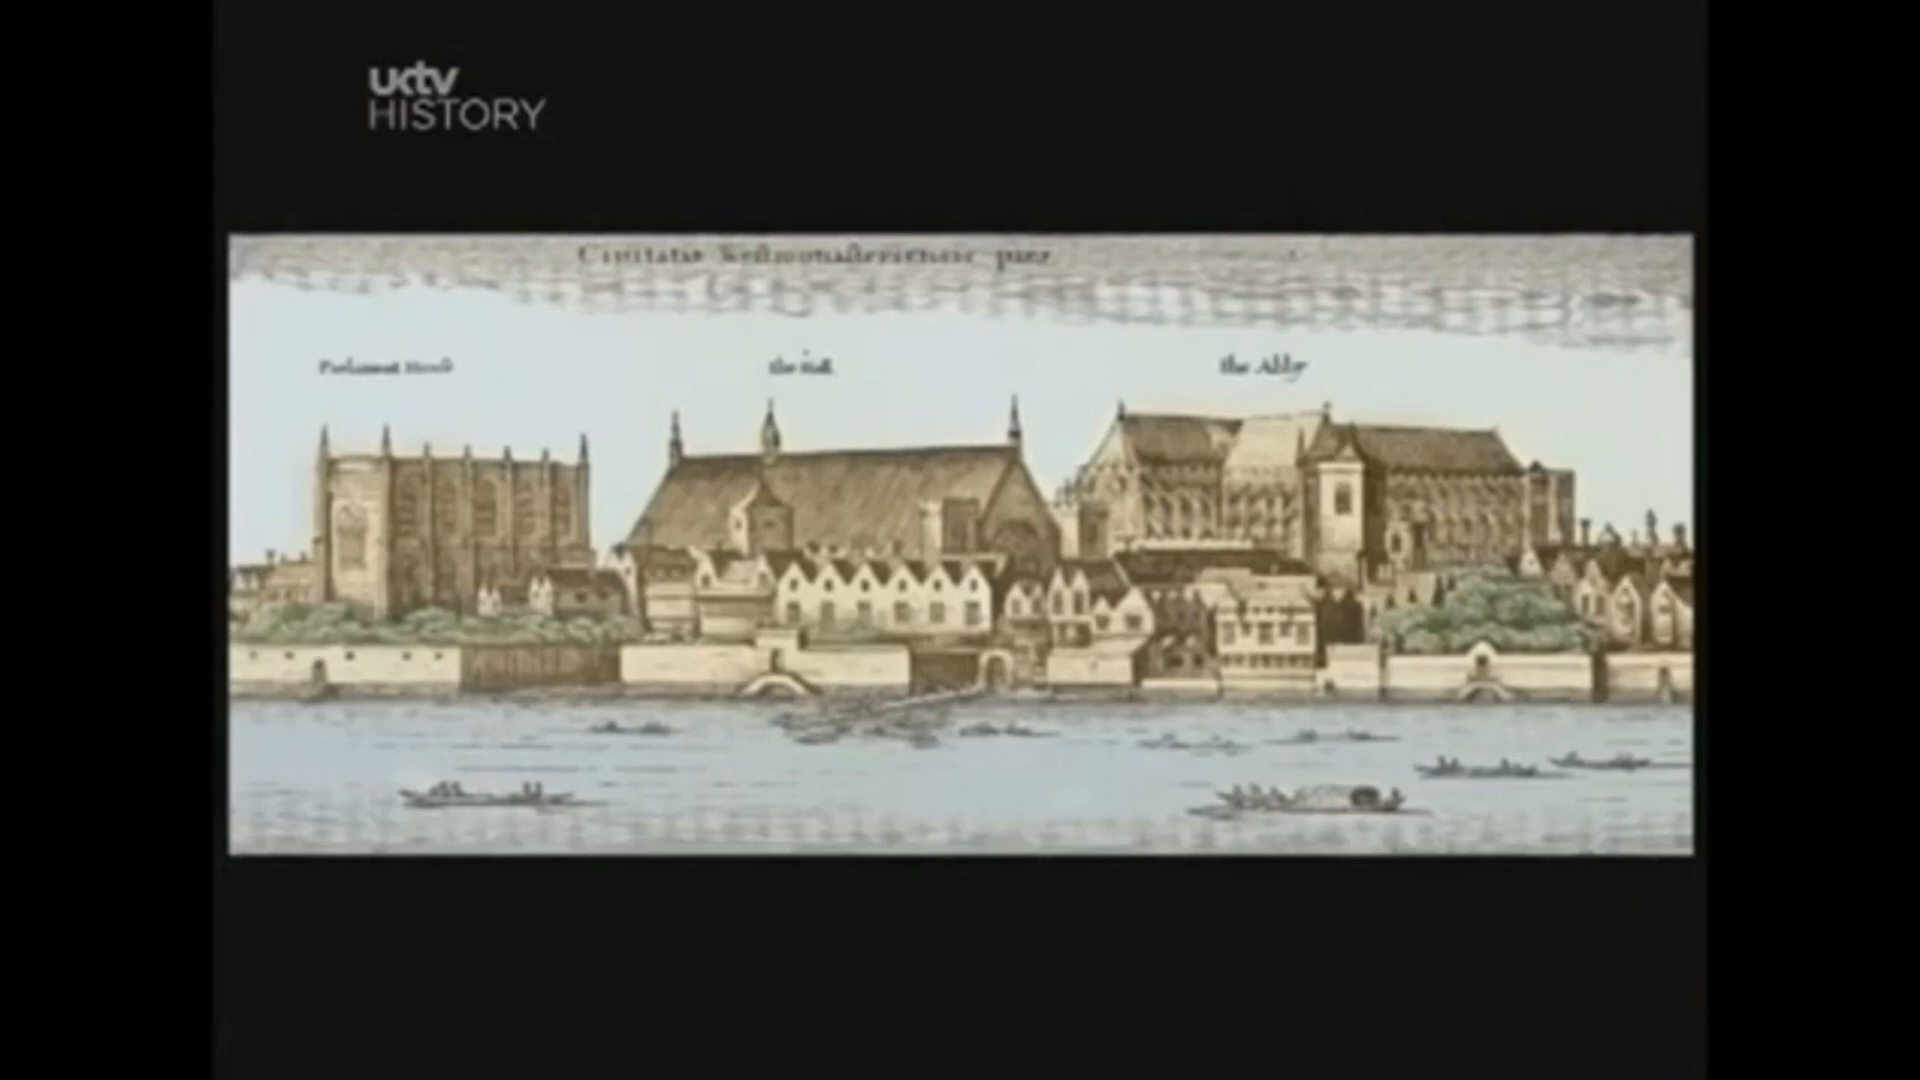 uktv
HISTORY
Civitatis Westmonasteriensis pars
Parlament House
the Hall
the Abby